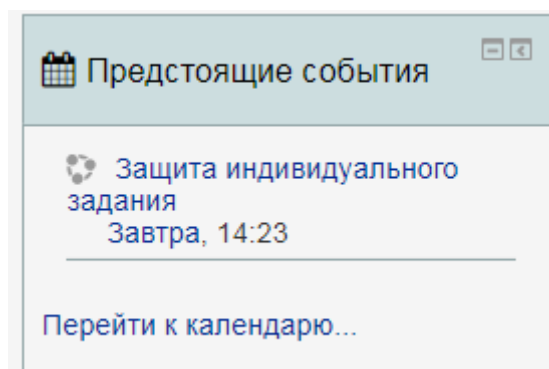 Предстоящие события
Защита индивидуального
задания
Завтра, 14:23
Перейти к календарю...